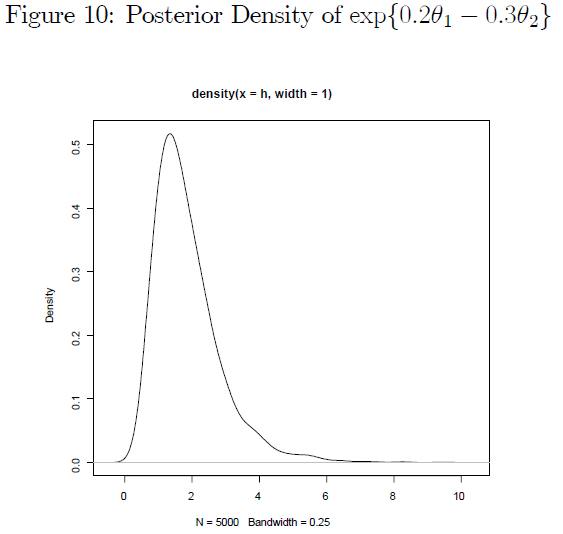 Figure 10: Posterior Density of exp{0.2θ₁ − 0.3θ₂}
density(x = h, width = 1)
Density
0.5
0.4
0.3
0.2
0.1
0.0
0 2 4 6 8 10
N = 5000 Bandwidth = 0.25